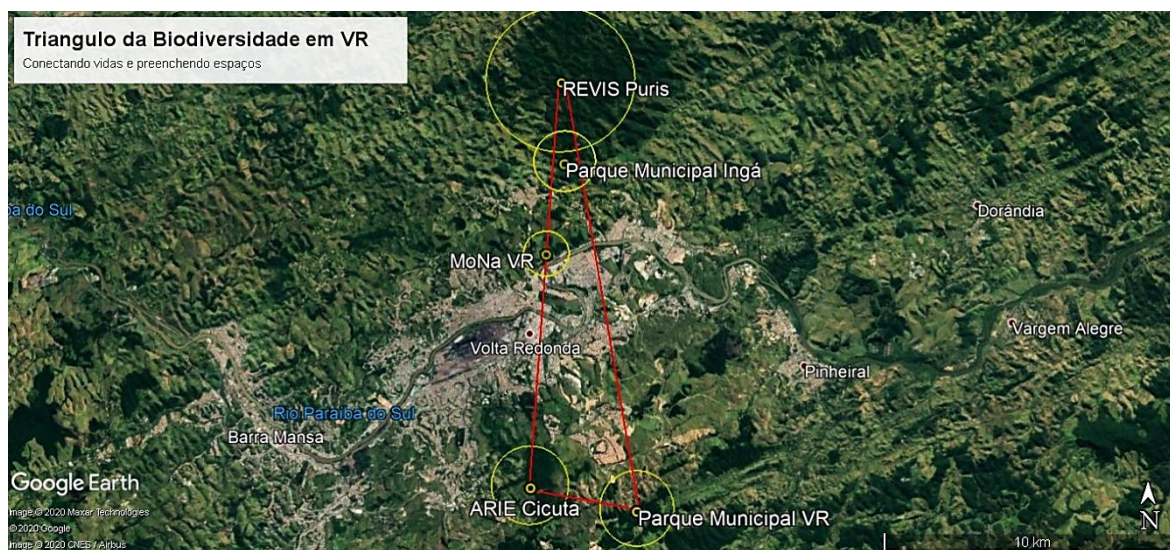 Triangulo da Biodiversidade em VR
Conectando vidas e preenchendo espaços
REVIS Puris
Parque Municipal Ingá
ba do Sul
Dorândia
MoNa VR
Vargem Alegre
Volta Redonda
Pinheiral
Rio Paraíba do Sul
Barra Mansa
Google Earth
ARIE Cicuta
Parque Municipal VR
Image © 2020 Maxar Technologies
© 2020 Google
Image © 2020 CNES / Airbus
10 km
N